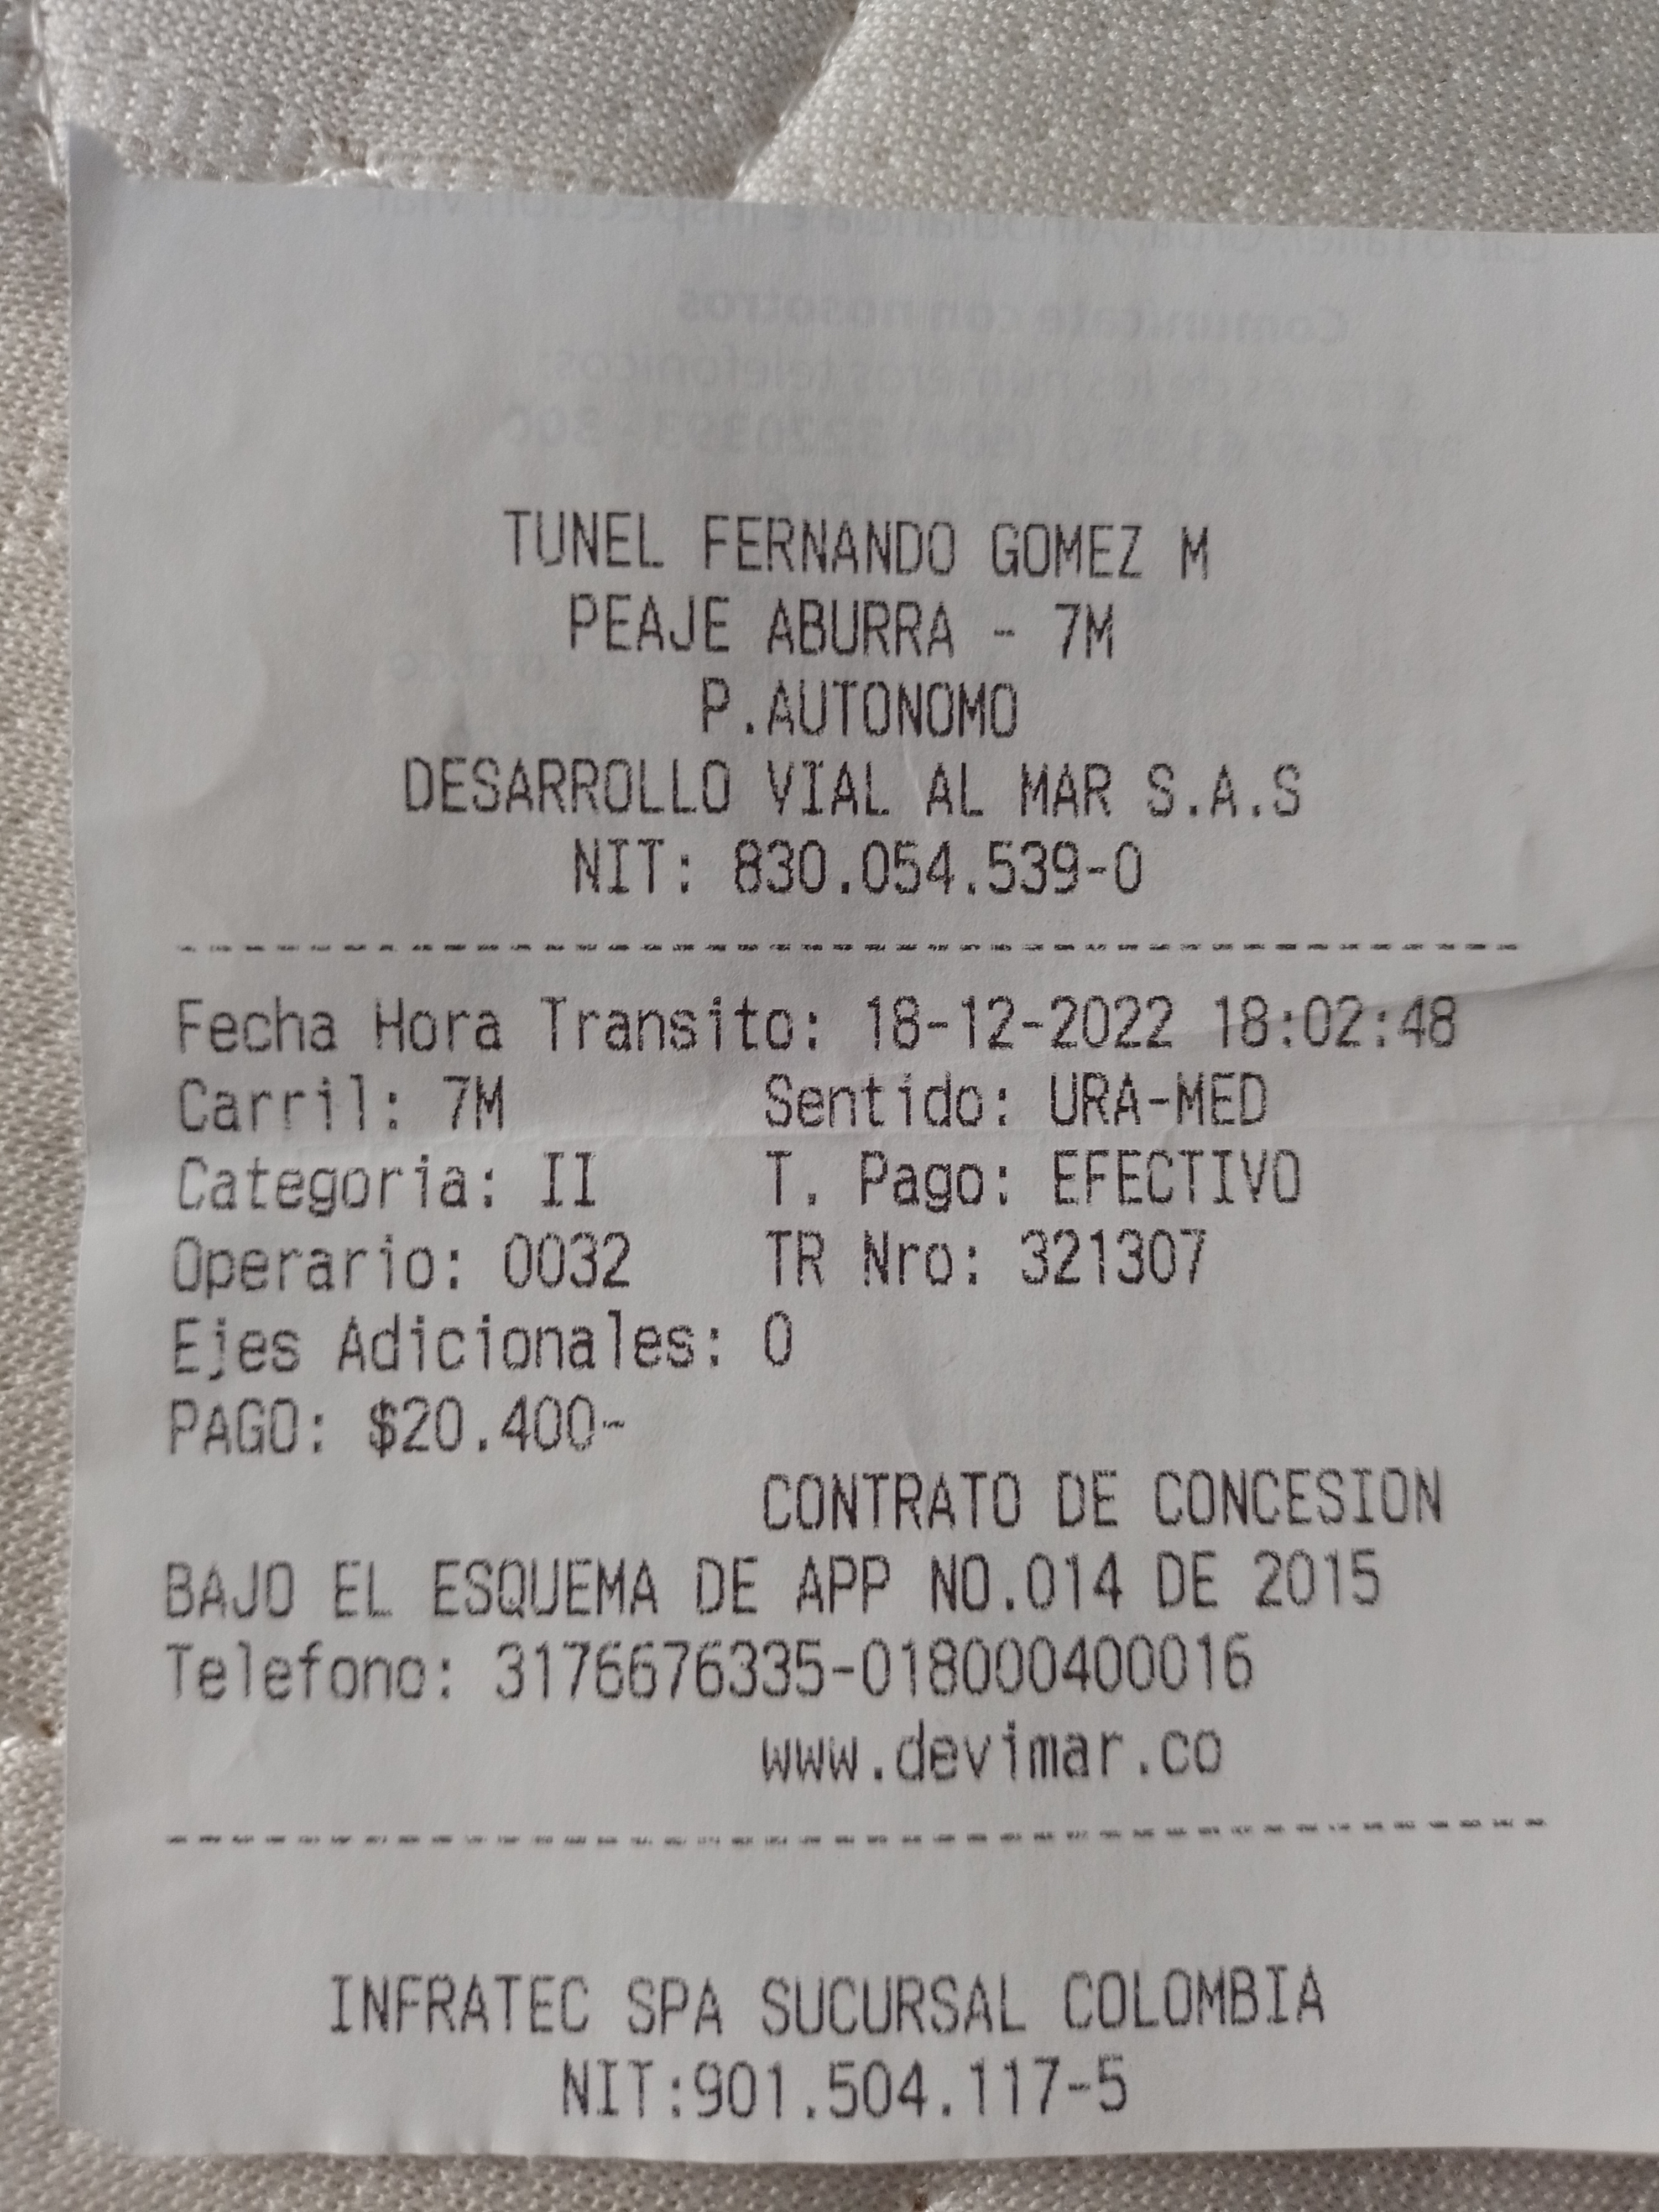 TUNEL FERNANDO GOMEZ M
PEAJE ABURRA - 7M
P.AUTONOMO
DESARROLLO VIAL AL MAR S.A.S
NIT: 830.054.539-0
----------------------------------------
Fecha Hora Transito: 18-12-2022 18:02:48
Carril: 7M Sentido: URA-MED
Categoria: II T. Pago: EFECTIVO
Operario: 0032 TR Nro: 321307
Ejes Adicionales: 0
PAGO: $20.400-
CONTRATO DE CONCESION
BAJO EL ESQUEMA DE APP NO.014 DE 2015
Telefono: 3176676335-018000400016
www.devimar.co
----------------------------------------
INFRATEC SPA SUCURSAL COLOMBIA
NIT:901.504.117-5